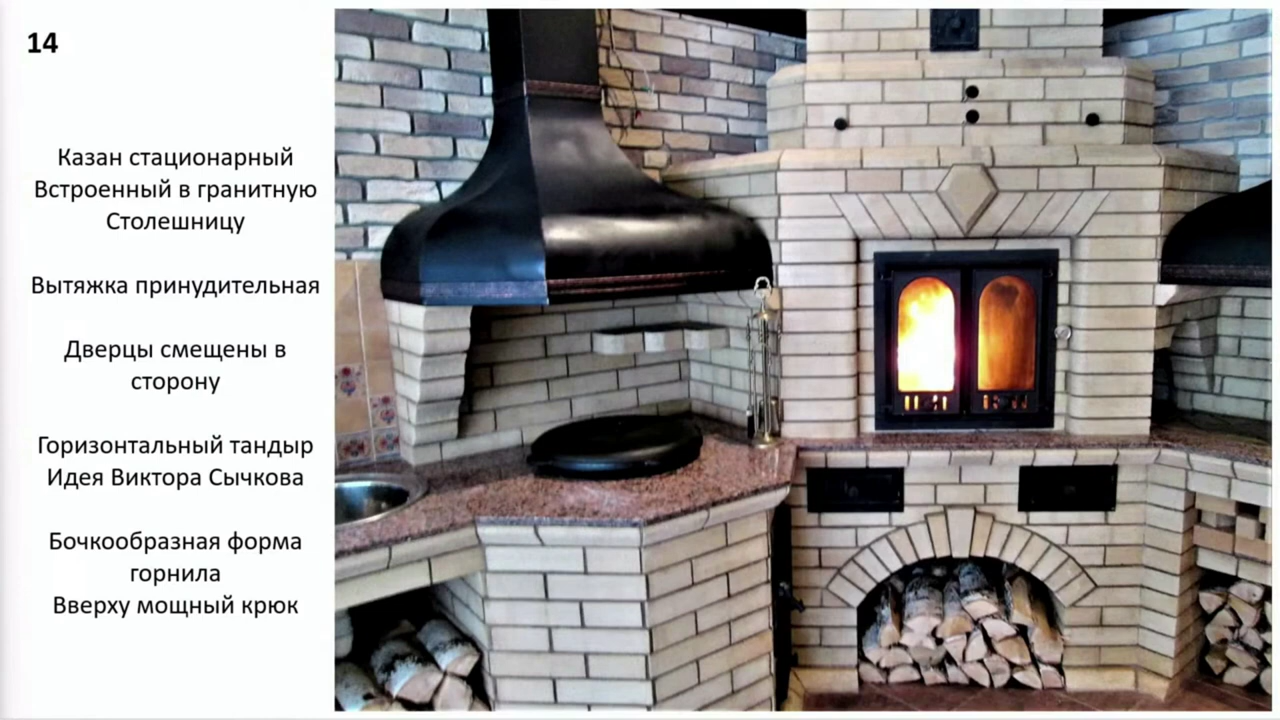 14
Казан стационарный
Встроенный в гранитную
Столешницу
Вытяжка принудительная
Дверцы смещены в
сторону
Горизонтальный тандыр
Идея Виктора Сычкова
Бочкообразная форма
горнила
Вверху мощный крюк